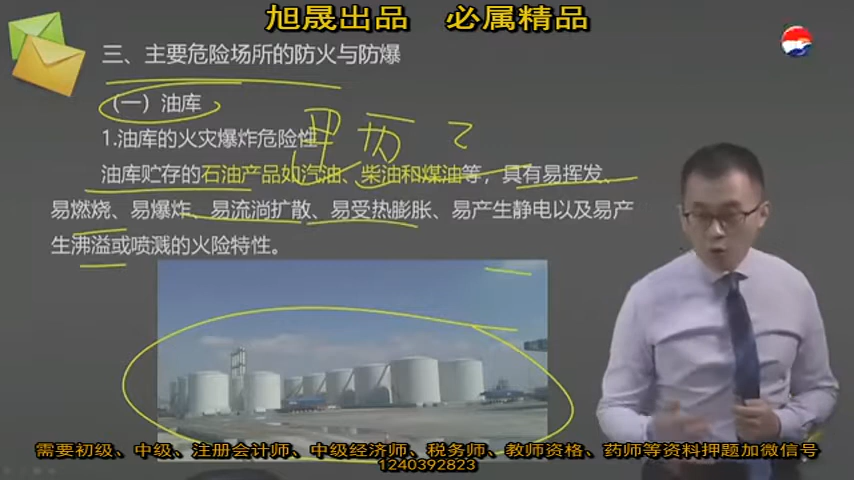 旭晟出品 必属精品
三、主要危险场所的防火与防爆
（一）油库
1.油库的火灾爆炸危险性
甲 丙 乙
油库贮存的石油产品如汽油、柴油和煤油等，具有易挥发、
易燃烧、易爆炸、易流淌扩散、易受热膨胀、易产生静电以及易产
生沸溢或喷溅的火险特性。
需要初级、中级、注册会计师、中级经济师、税务师、教师资格、药师等资料押题加微信号
1240392823